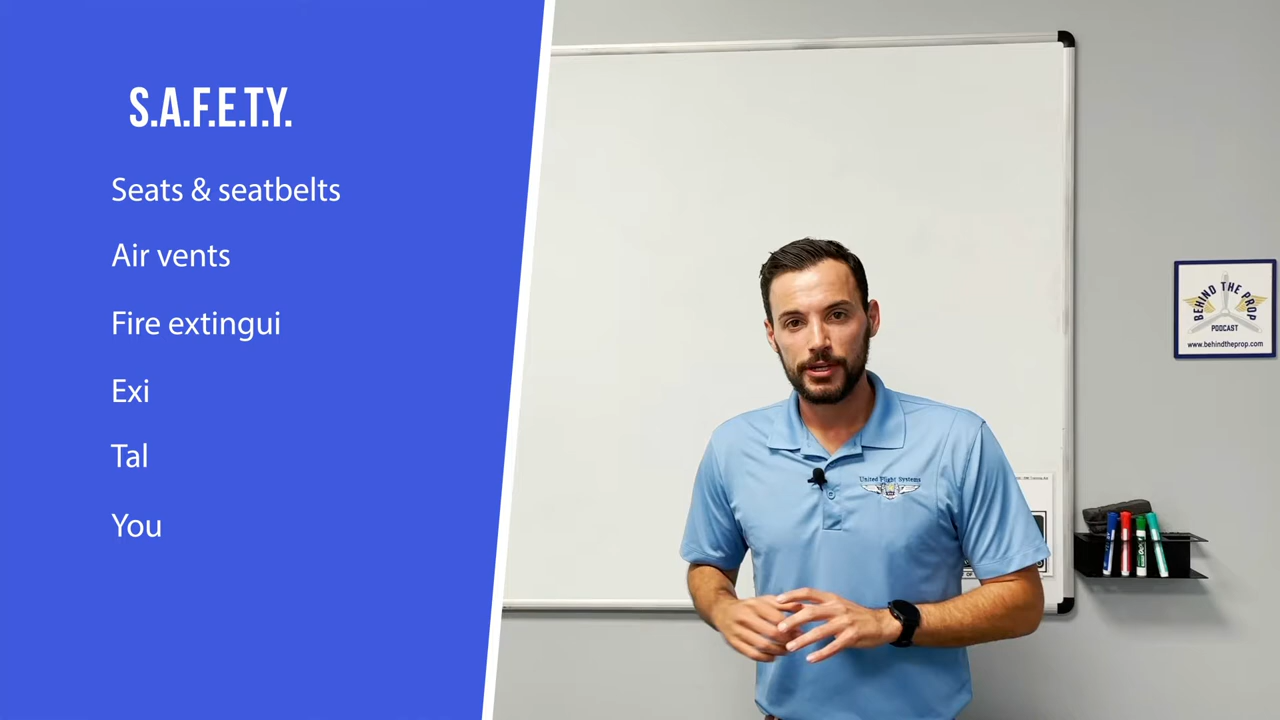 S.A.F.E.T.Y.
Seats & seatbelts
Air vents
Fire extingui
Exi
Tal
You
BEHIND THE PROP
PODCAST
www.behindtheprop.com
United Flight Systems